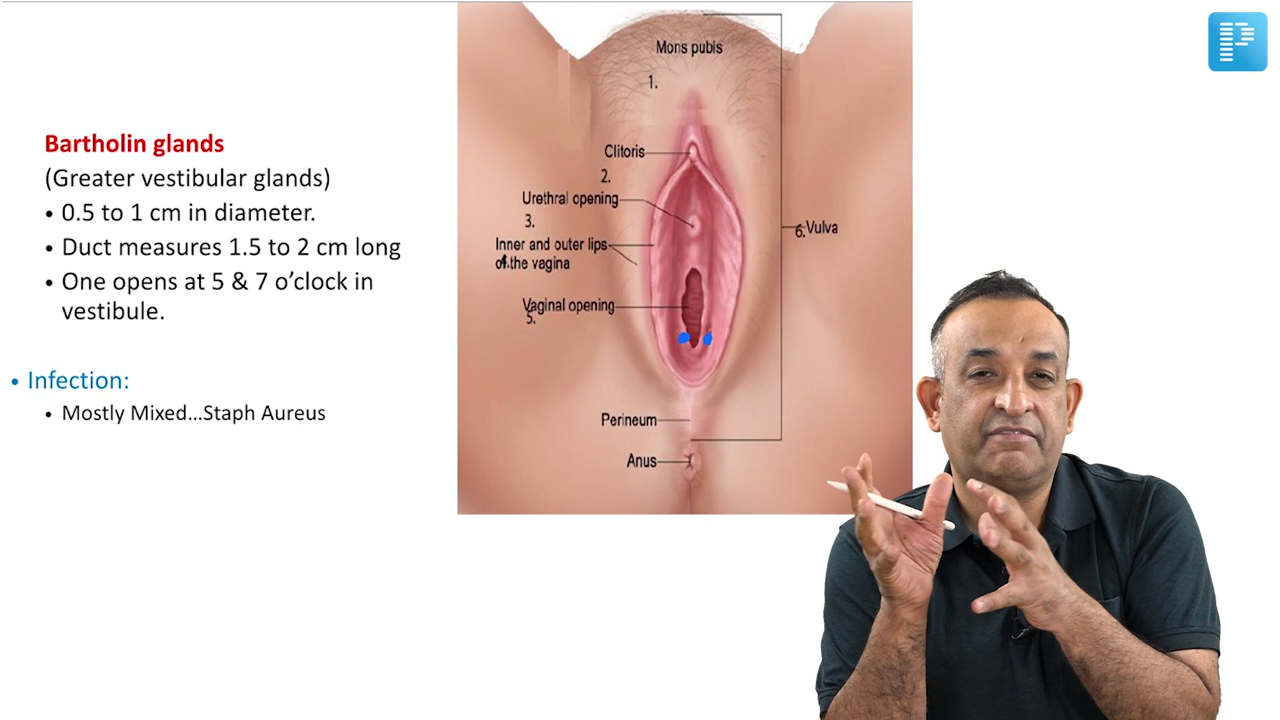 Bartholin glands
(Greater vestibular glands)
• 0.5 to 1 cm in diameter.
• Duct measures 1.5 to 2 cm long
• One opens at 5 & 7 o’clock in
vestibule.
• Infection:
• Mostly Mixed...Staph Aureus
Mons pubis
1.
Clitoris
2.
Urethral opening
3.
Inner and outer lips
of the vagina
4.
Vaginal opening
5.
6.
Vulva
Perineum
Anus
P